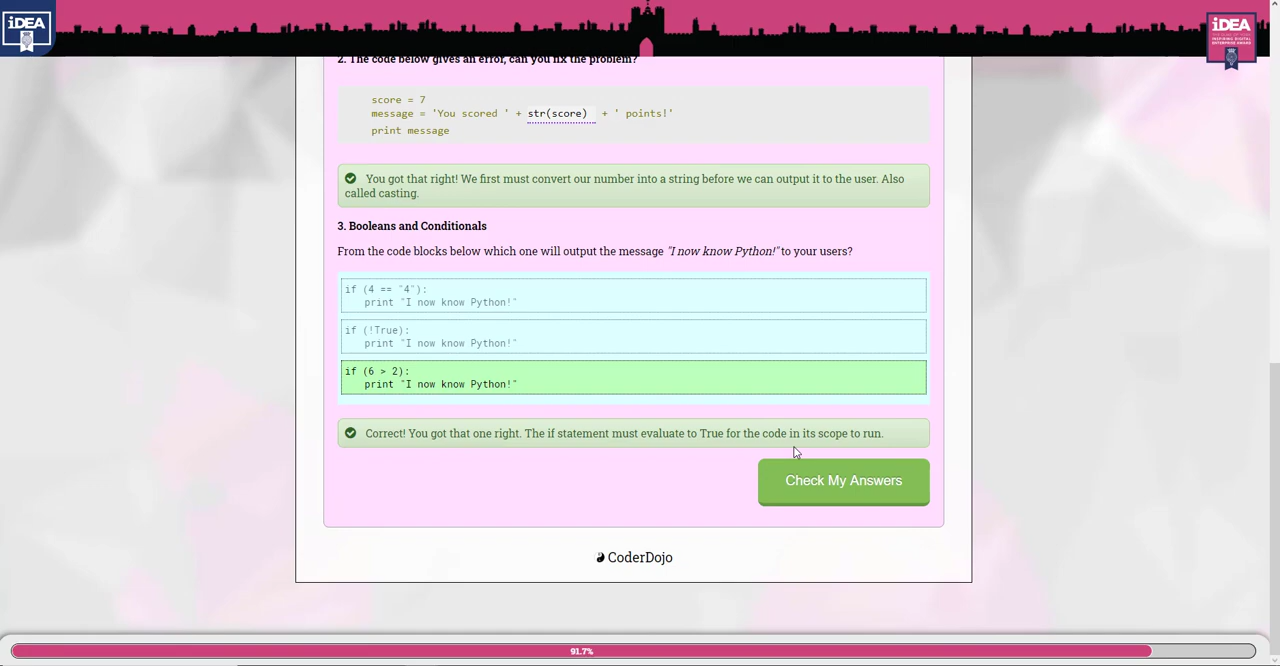 iDEA
iDEA
INSPIRING DIGITAL
ENTERPRISE AWARD
2. The code below gives an error, can you fix the problem?
score = 7
message = 'You scored ' + str(score) + ' points!'
print message
You got that right! We first must convert our number into a string before we can output it to the user. Also
called casting.
3. Booleans and Conditionals
From the code blocks below which one will output the message "I now know Python!" to your users?
if (4 == "4"):
print "I now know Python!"
if (!True):
print "I now know Python!"
if (6 > 2):
print "I now know Python!"
Correct! You got that one right. The if statement must evaluate to True for the code in its scope to run.
Check My Answers
CoderDojo
91.7%